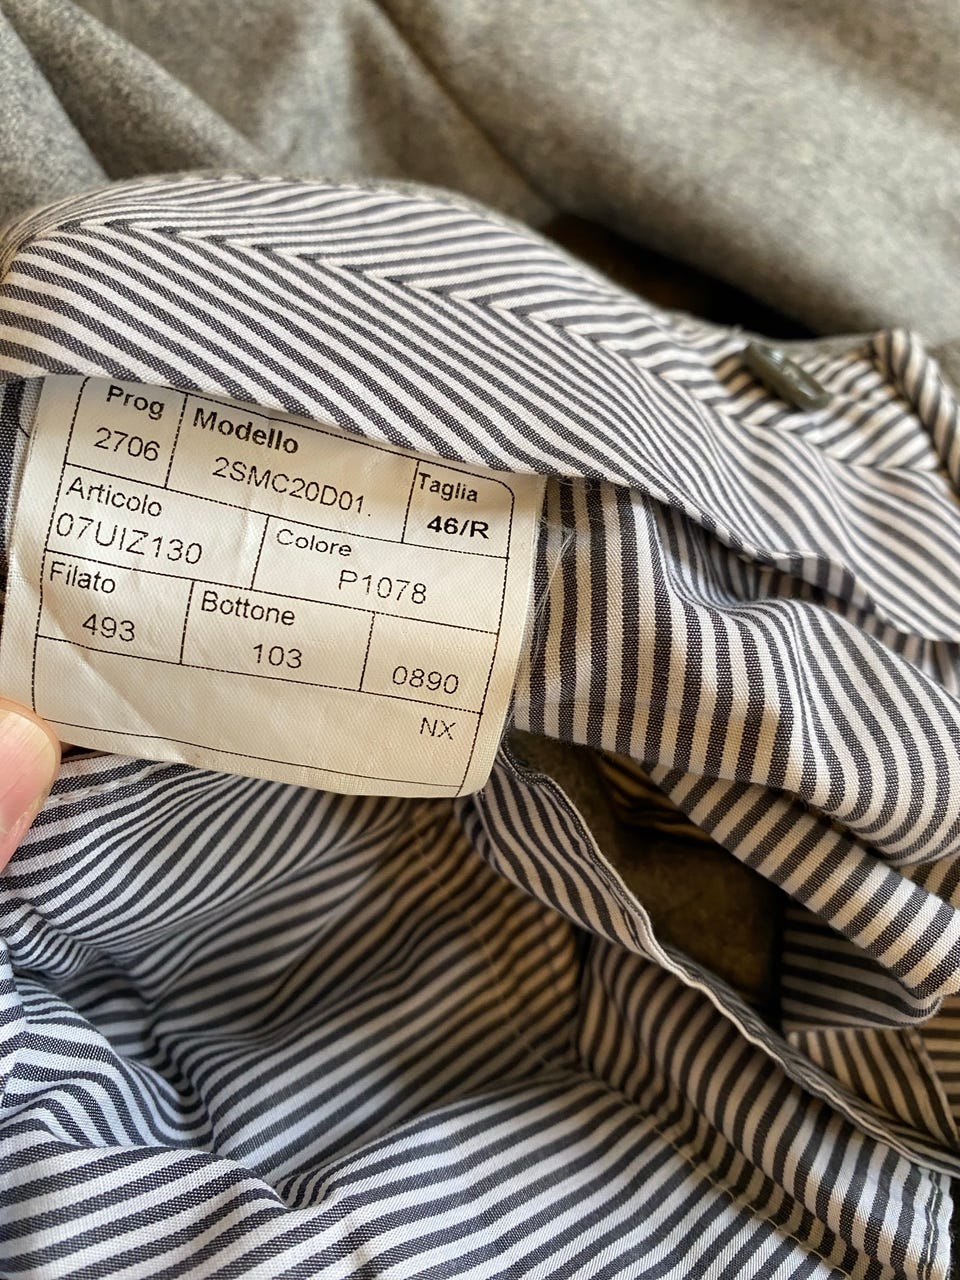 Prog
2706
Modello
2SMC20D01.
Taglia
46/R
Articolo
07UIZ130
Colore
P1078
Filato
493
Bottone
103
0890
NX